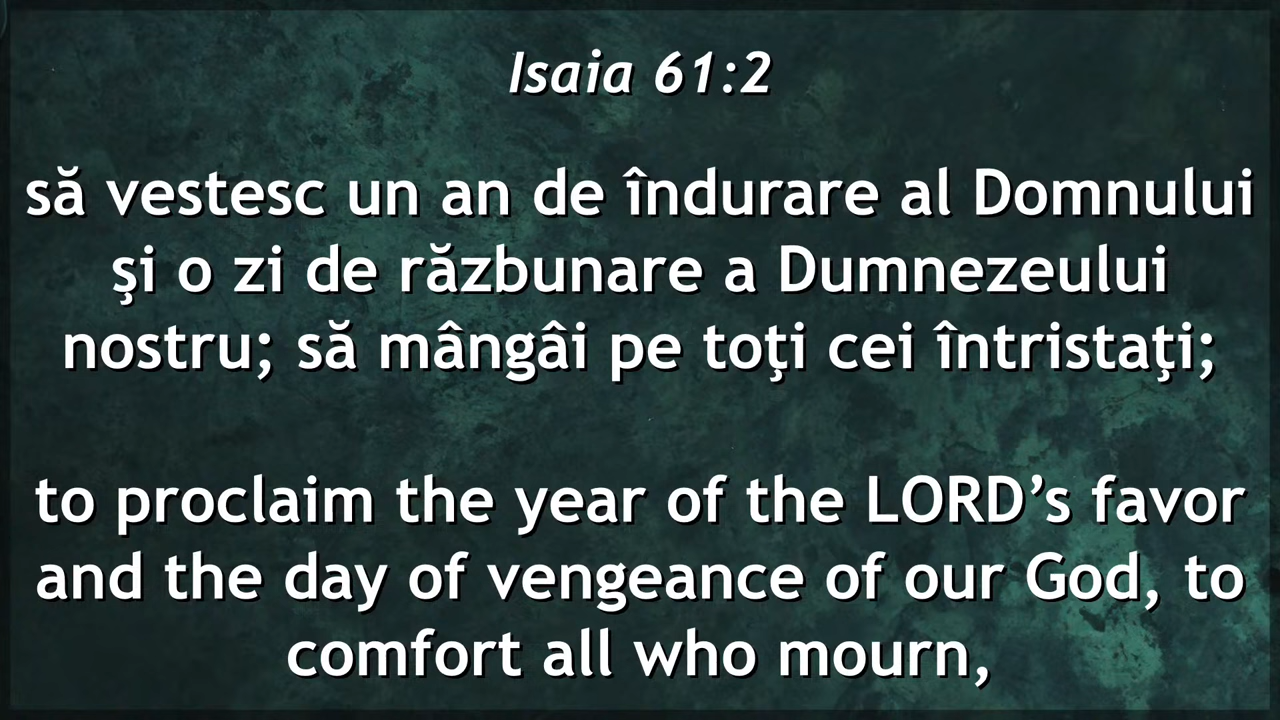 Isaia 61:2
să vestesc un an de îndurare al Domnului
şi o zi de răzbunare a Dumnezeului
nostru; să mângâi pe toţi cei întristaţi;
to proclaim the year of the LORD’s favor
and the day of vengeance of our God, to
comfort all who mourn,